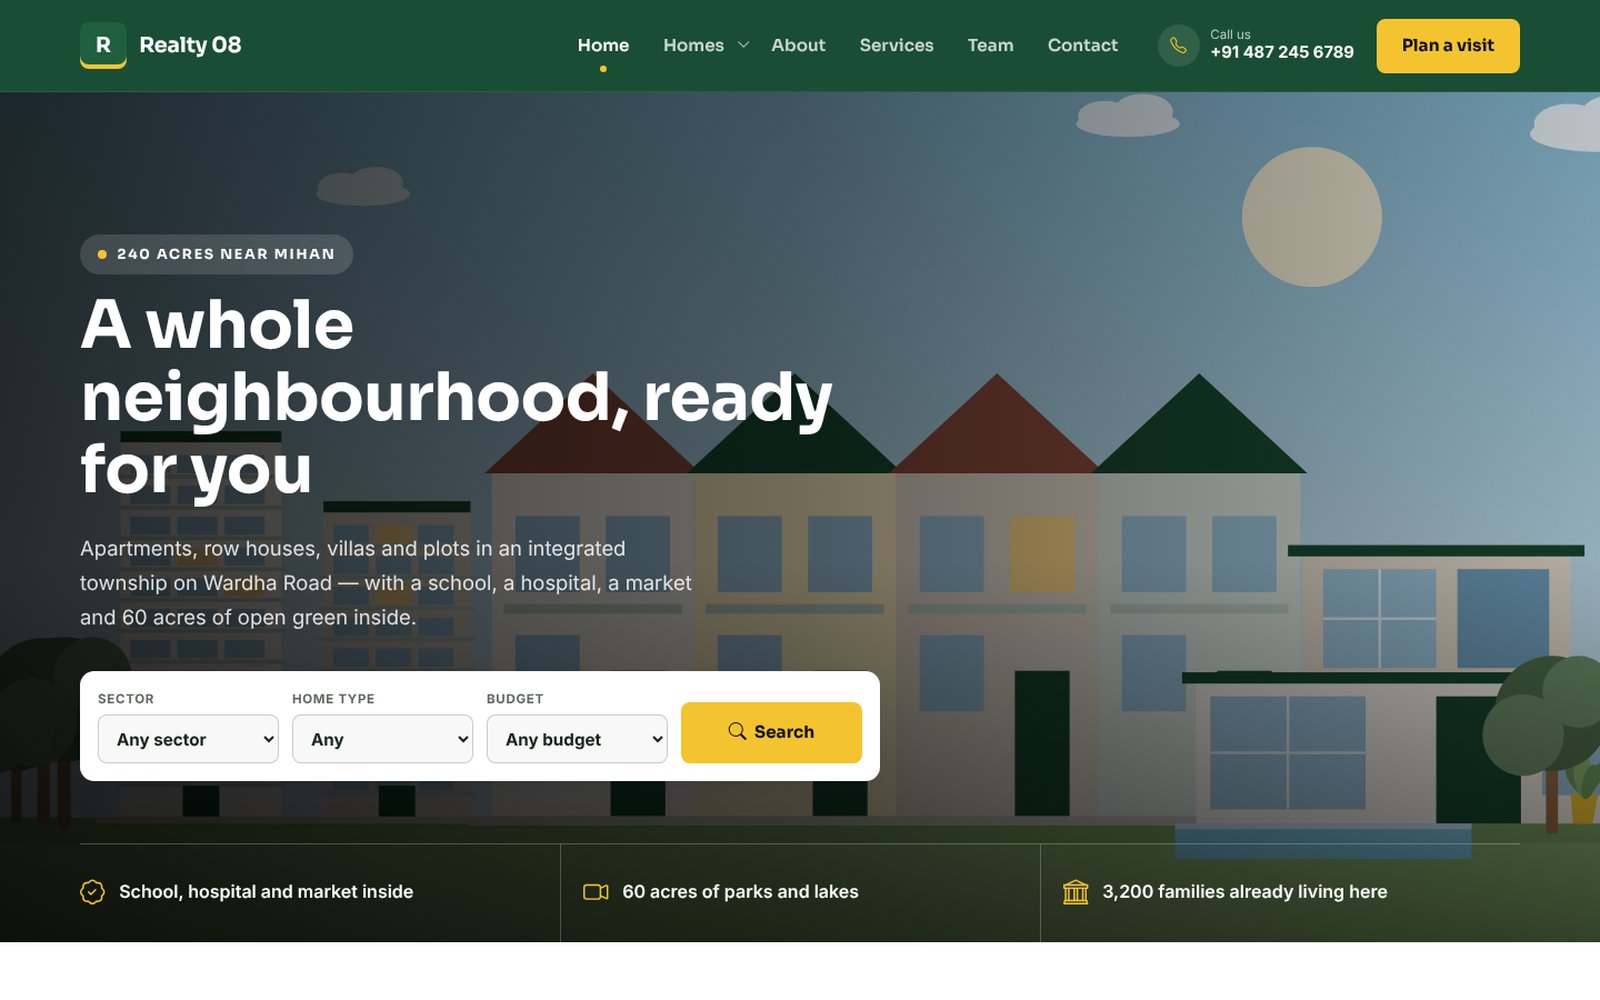 R Realty 08
Home Homes About Services Team Contact
Call us
+91 487 245 6789
Plan a visit
240 ACRES NEAR MIHAN
A whole
neighbourhood, ready
for you
Apartments, row houses, villas and plots in an integrated
township on Wardha Road — with a school, a hospital, a market
and 60 acres of open green inside.
SECTOR HOME TYPE BUDGET
Any sector Any Any budget Search
School, hospital and market inside
60 acres of parks and lakes
3,200 families already living here